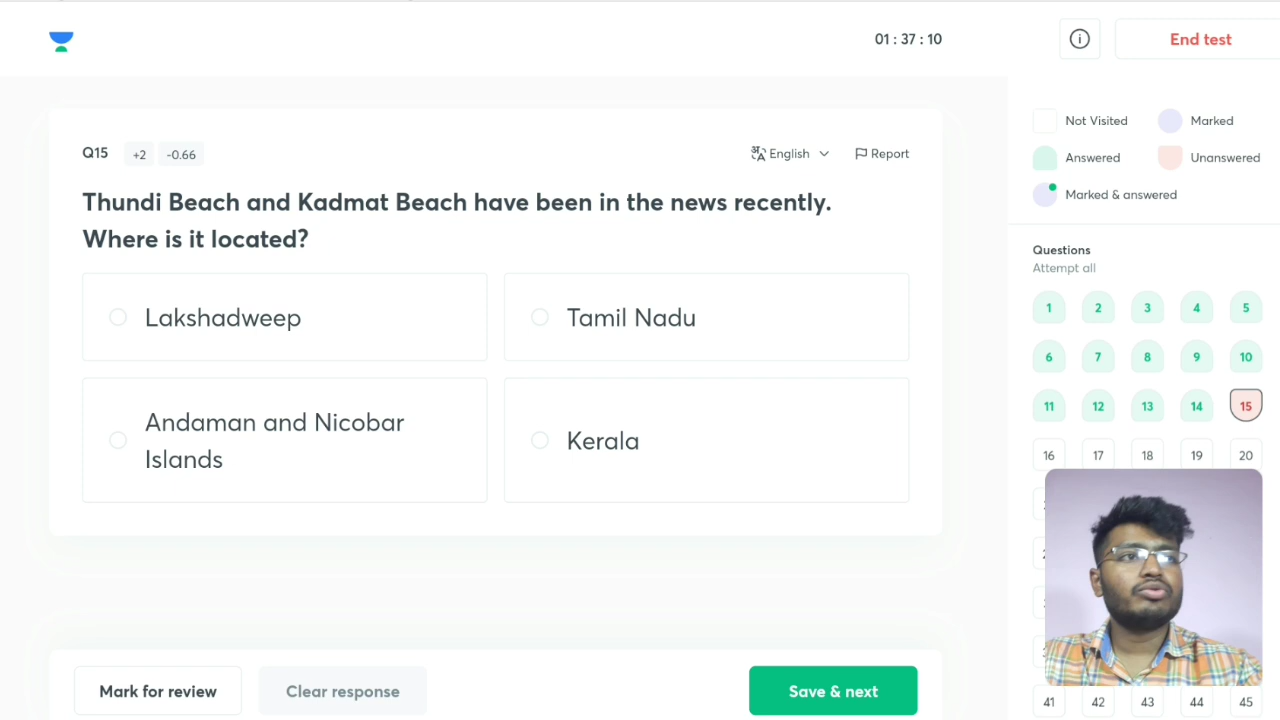 01 : 37 : 10
End test
Q15 +2 -0.66
English
Report
Thundi Beach and Kadmat Beach have been in the news recently.
Where is it located?
Lakshadweep
Tamil Nadu
Andaman and Nicobar
Islands
Kerala
Mark for review
Clear response
Save & next
Not Visited
Marked
Answered
Unanswered
Marked & answered
Questions
Attempt all
1 2 3 4 5
6 7 8 9 10
11 12 13 14 15
16 17 18 19 20
41 42 43 44 45